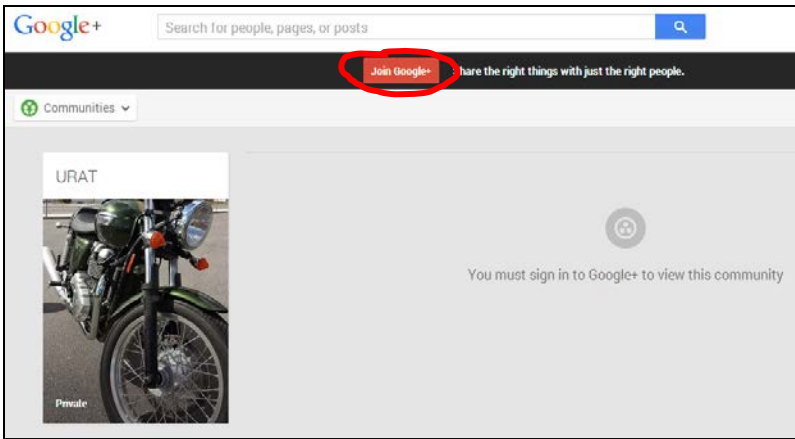 Google+
Search for people, pages, or posts
Join Google+ Share the right things with just the right people.
Communities
URAT
You must sign in to Google+ to view this community
Private